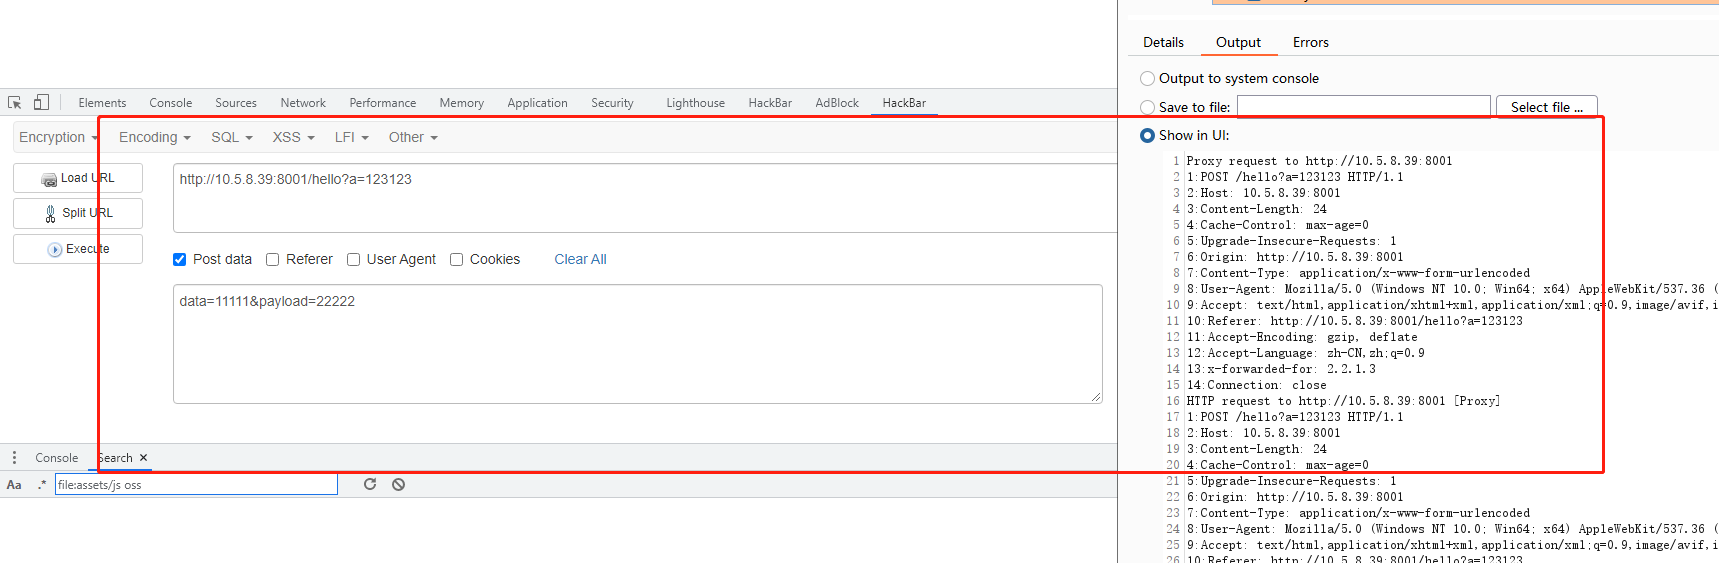 Elements Console Sources Network Performance Memory Application Security Lighthouse HackBar AdBlock HackBar
Encryption Encoding SQL XSS LFI Other
Load URL
Split URL
Execute
http://10.5.8.39:8001/hello?a=123123
Post data Referer User Agent Cookies Clear All
data=11111&payload=22222
Console Search ×
Aa .* file:assets/js oss
Details Output Errors
Output to system console
Save to file: Select file ...
Show in UI:
1 Proxy request to http://10.5.8.39:8001
2 1:POST /hello?a=123123 HTTP/1.1
3 2:Host: 10.5.8.39:8001
4 3:Content-Length: 24
5 4:Cache-Control: max-age=0
6 5:Upgrade-Insecure-Requests: 1
7 6:Origin: http://10.5.8.39:8001
8 7:Content-Type: application/x-www-form-urlencoded
9 8:User-Agent: Mozilla/5.0 (Windows NT 10.0; Win64; x64) AppleWebKit/537.36 (
10 9:Accept: text/html,application/xhtml+xml,application/xml;q=0.9,image/avif,i
11 10:Referer: http://10.5.8.39:8001/hello?a=123123
12 11:Accept-Encoding: gzip, deflate
13 12:Accept-Language: zh-CN,zh;q=0.9
14 13:x-forwarded-for: 2.2.1.3
15 14:Connection: close
16 HTTP request to http://10.5.8.39:8001 [Proxy]
17 1:POST /hello?a=123123 HTTP/1.1
18 2:Host: 10.5.8.39:8001
19 3:Content-Length: 24
20 4:Cache-Control: max-age=0
21 5:Upgrade-Insecure-Requests: 1
22 6:Origin: http://10.5.8.39:8001
23 7:Content-Type: application/x-www-form-urlencoded
24 8:User-Agent: Mozilla/5.0 (Windows NT 10.0; Win64; x64) AppleWebKit/537.36 (
25 9:Accept: text/html,application/xhtml+xml,application/xml;q=0.9,image/avif,i
26 10:Referer: http://10.5.8.39:8001/hello?a=123123